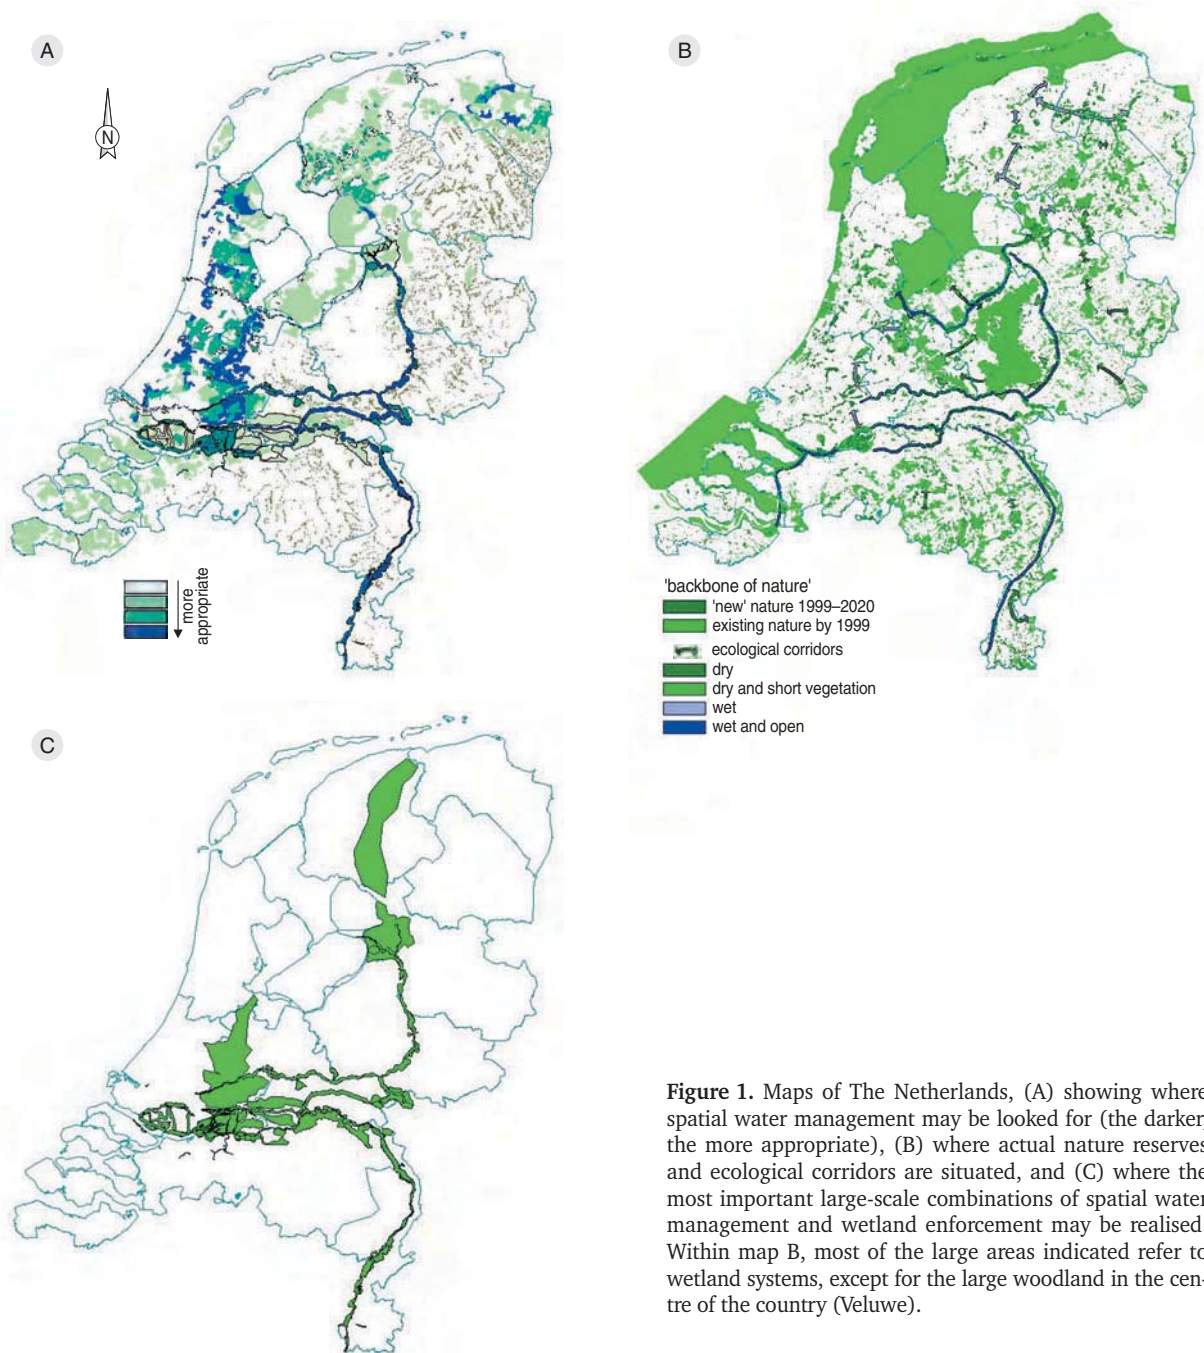 A
N
more
appropriate
B
'backbone of nature'
'new' nature 1999–2020
existing nature by 1999
ecological corridors
dry
dry and short vegetation
wet
wet and open
C
Figure 1. Maps of The Netherlands, (A) showing where
spatial water management may be looked for (the darker,
the more appropriate), (B) where actual nature reserves
and ecological corridors are situated, and (C) where the
most important large-scale combinations of spatial water
management and wetland enforcement may be realised.
Within map B, most of the large areas indicated refer to
wetland systems, except for the large woodland in the cen-
tre of the country (Veluwe).